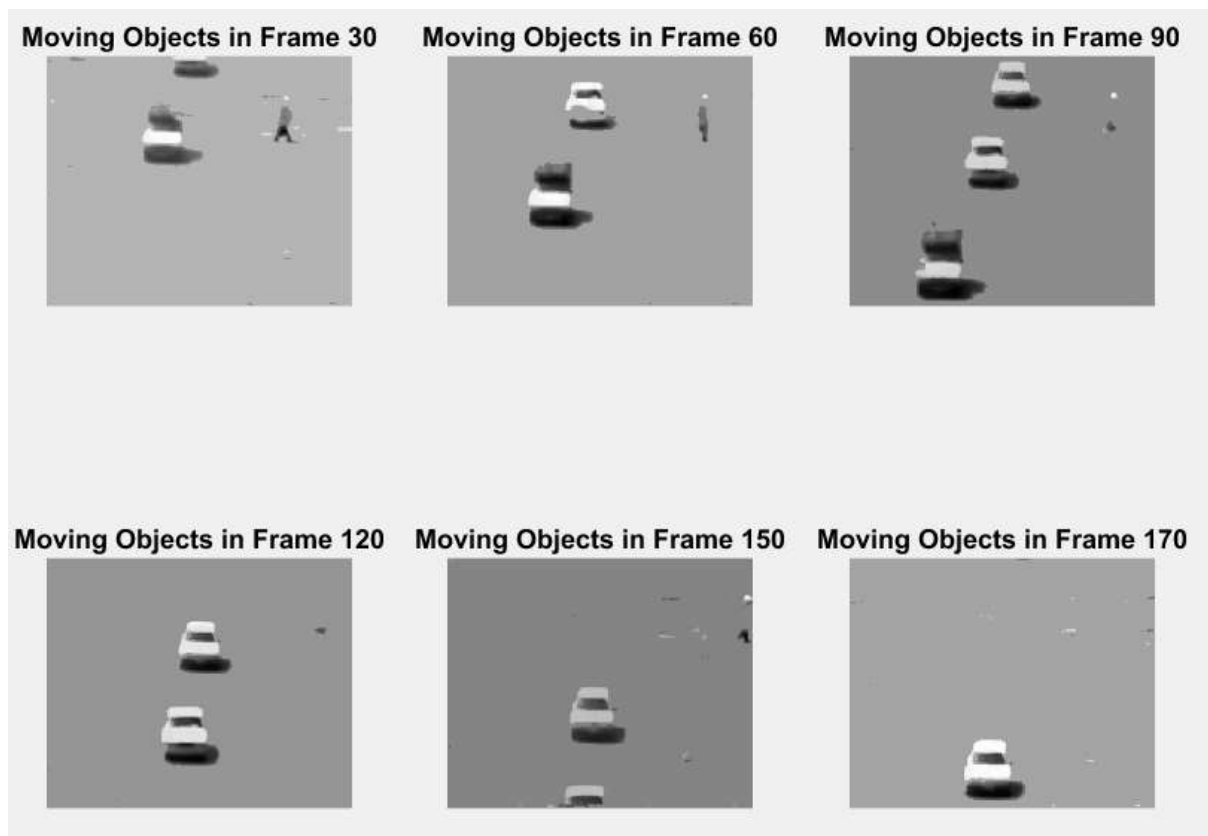 Moving Objects in Frame 30
Moving Objects in Frame 60
Moving Objects in Frame 90
Moving Objects in Frame 120
Moving Objects in Frame 150
Moving Objects in Frame 170